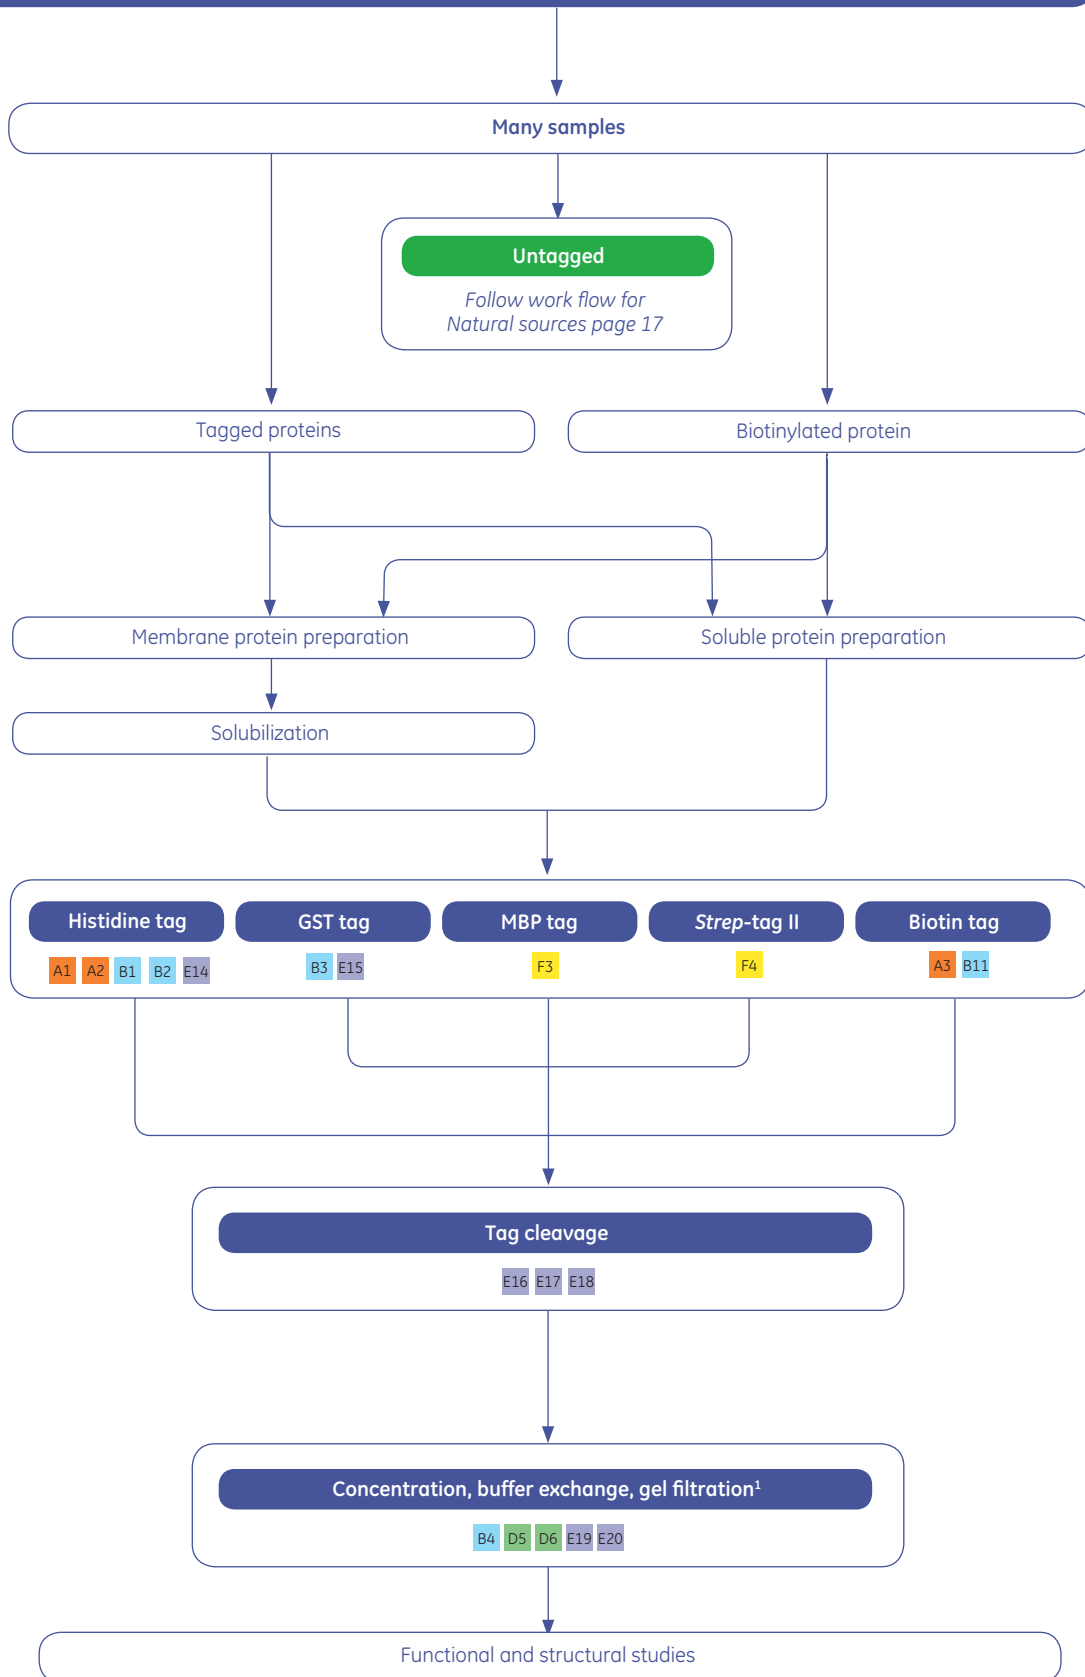 Many samples
Untagged
Follow work flow for
Natural sources page 17
Tagged proteins
Biotinylated protein
Membrane protein preparation
Soluble protein preparation
Solubilization
Histidine tag
GST tag
MBP tag
Strep-tag II
Biotin tag
A1 A2 B1 B2 E14
B3 E15
F3
F4
A3 B11
Tag cleavage
E16 E17 E18
Concentration, buffer exchange, gel filtration¹
B4 D5 D6 E19 E20
Functional and structural studies